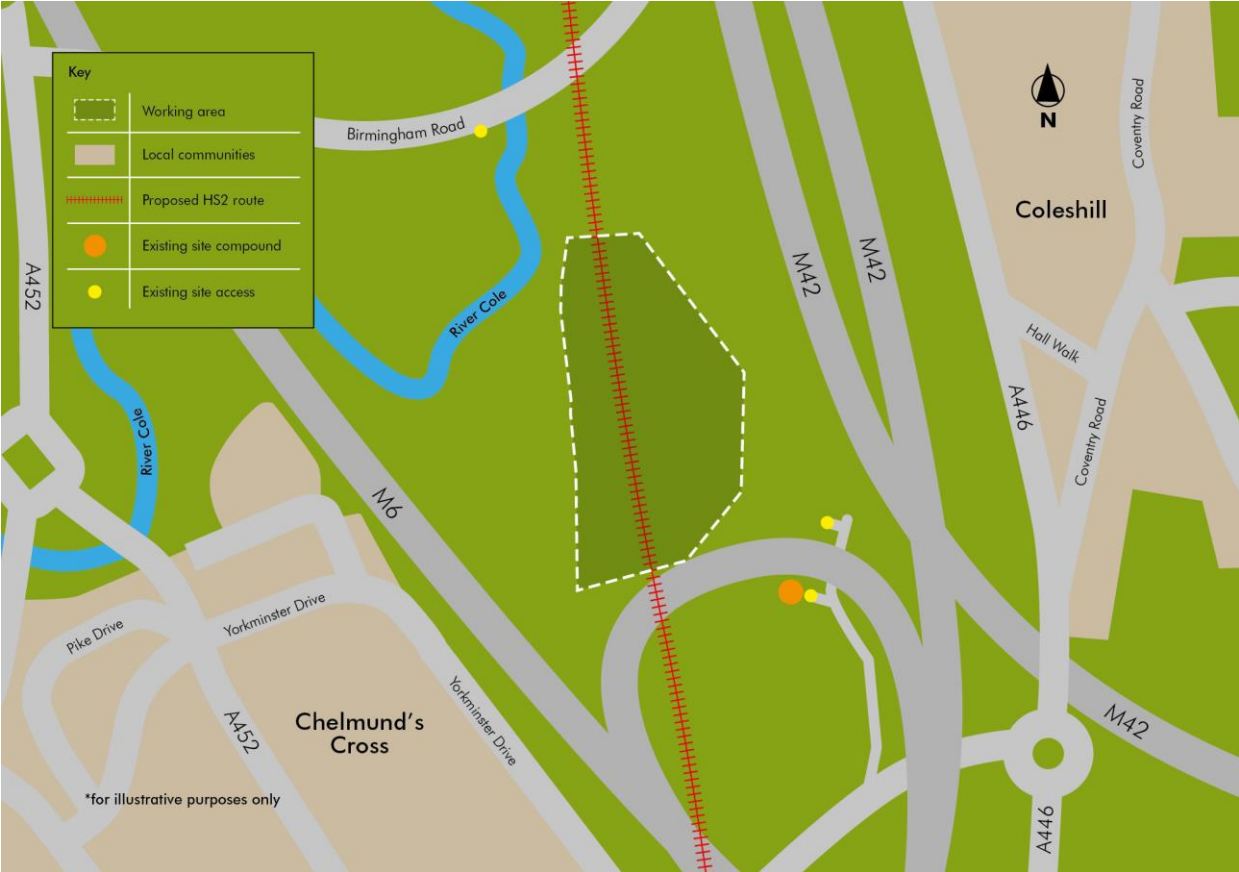 Key
Working area
Local communities
Proposed HS2 route
Existing site compound
Existing site access
Birmingham Road
N
Coventry Road
Coleshill
A452
M42
M42
River Cole
Hall Walk
A446
Coventry Road
River Cole
M6
Yorkminster Drive
Pike Drive
Yorkminster Drive
A452
Chelmund's
Cross
M42
*for illustrative purposes only
A446